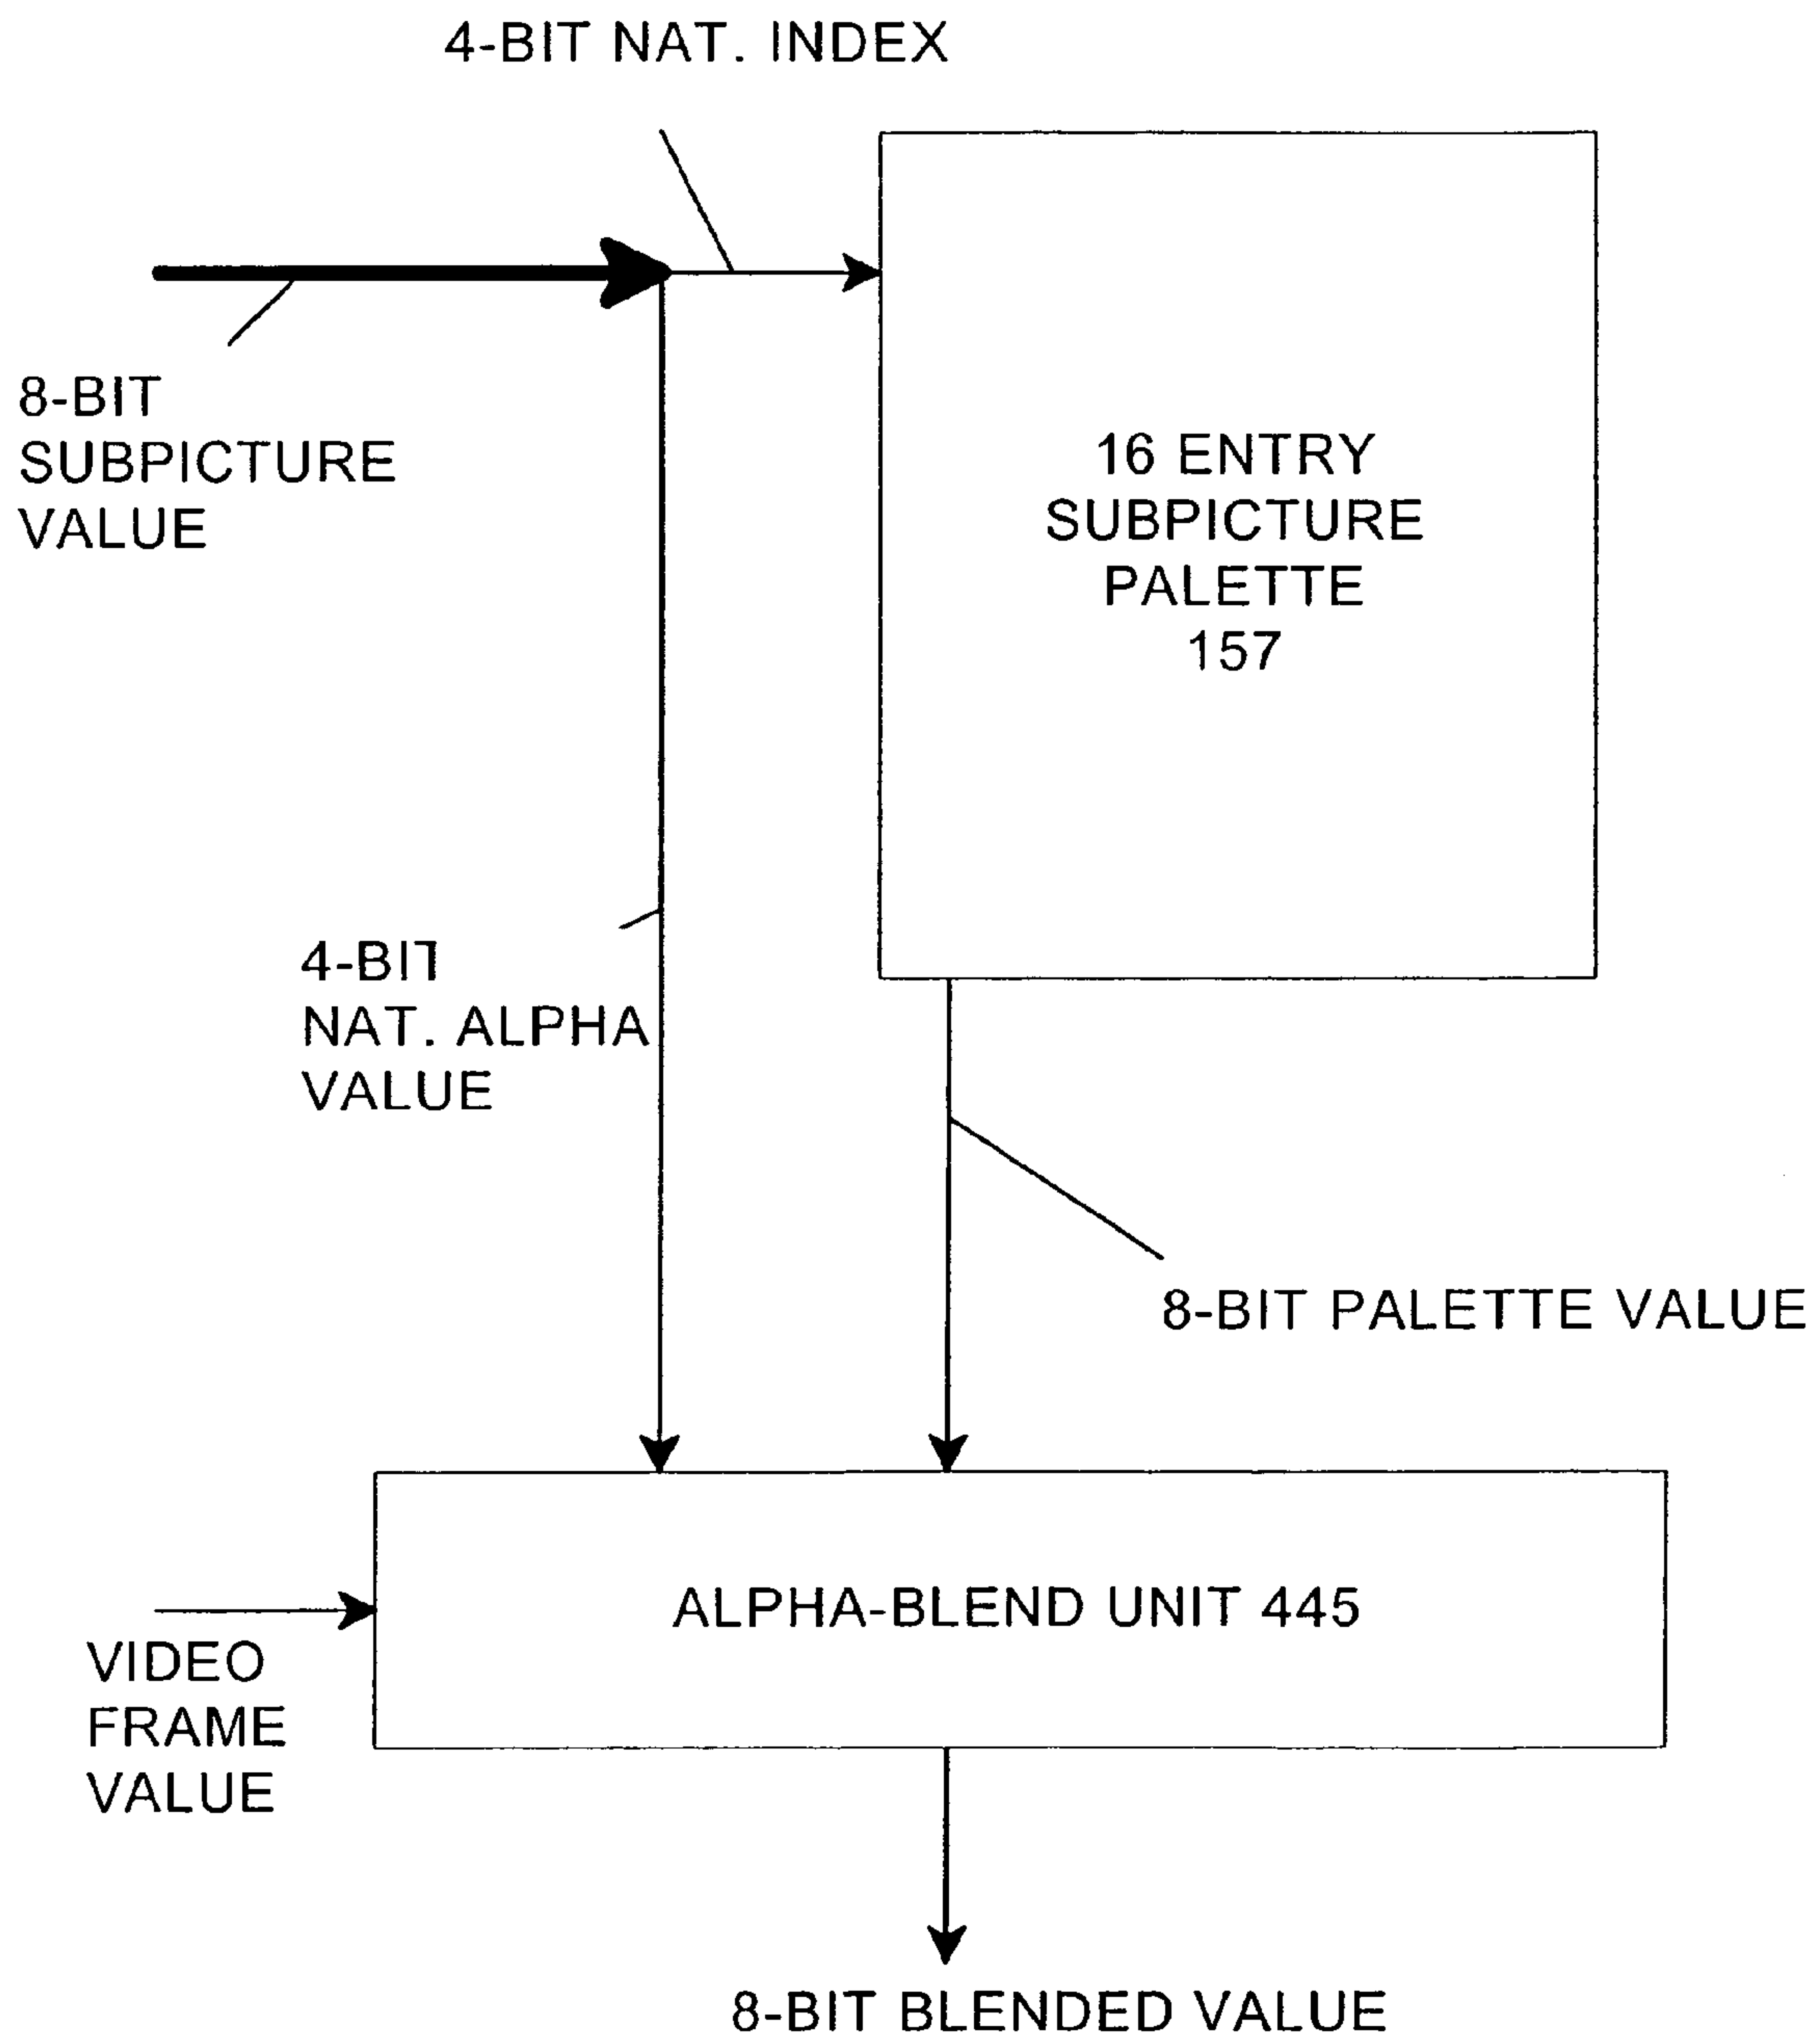 4-BIT NAT. INDEX
8-BIT
SUBPICTURE
VALUE
16 ENTRY
SUBPICTURE
PALETTE
157
4-BIT
NAT. ALPHA
VALUE
8-BIT PALETTE VALUE
ALPHA-BLEND UNIT 445
VIDEO
FRAME
VALUE
8-BIT BLENDED VALUE